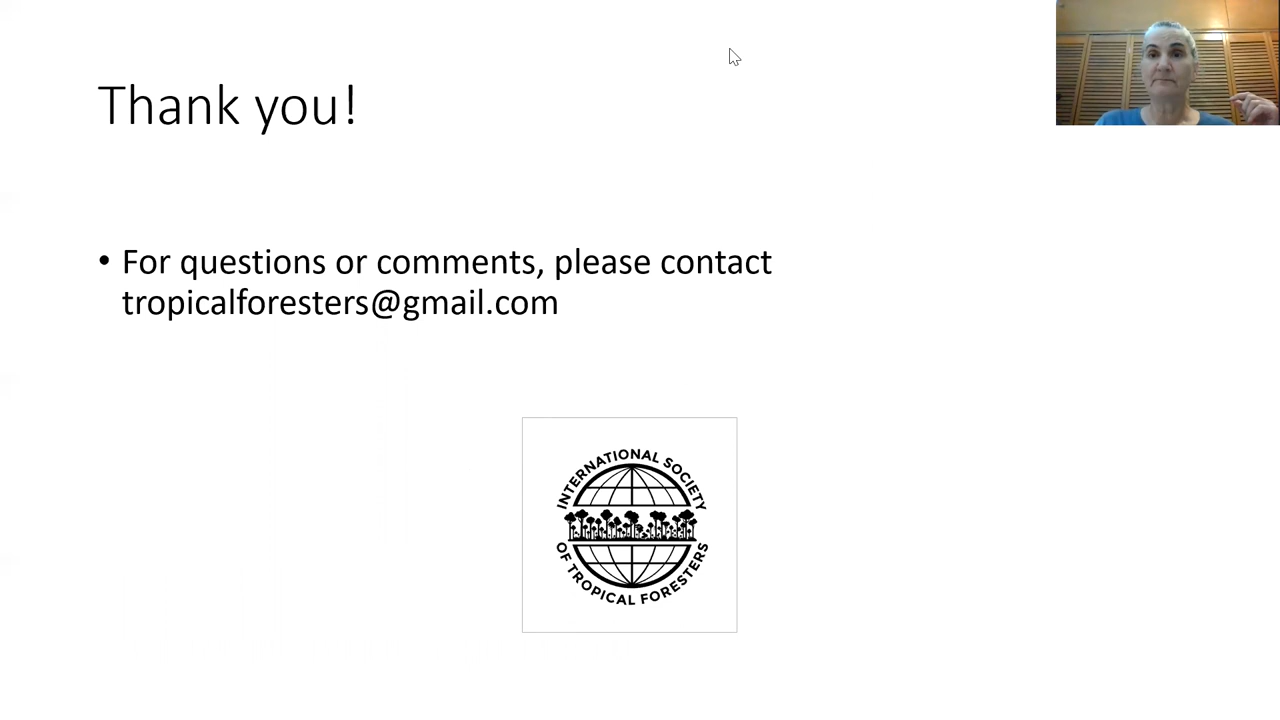 Thank you!
• For questions or comments, please contact
tropicalforesters@gmail.com
INTERNATIONAL SOCIETY
OF TROPICAL FORESTERS